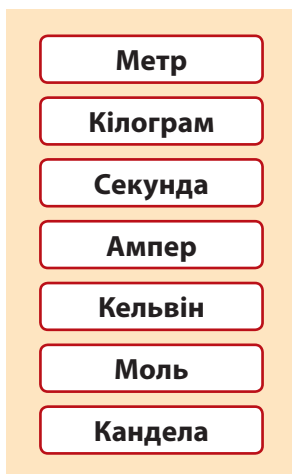 Метр
Кілограм
Секунда
Ампер
Кельвін
Моль
Кандела